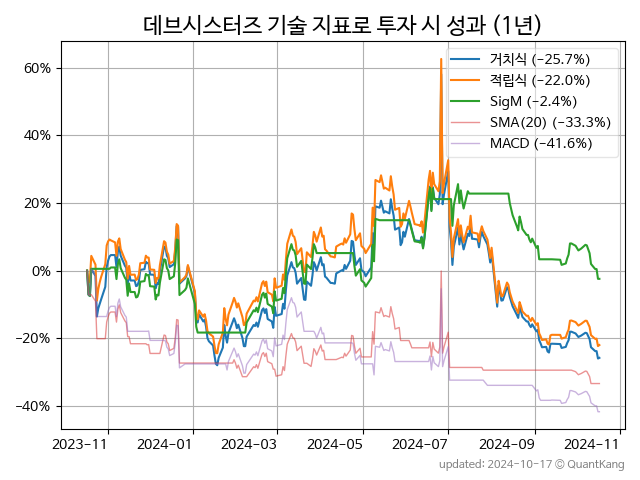 데브시스터즈 기술 지표로 투자 시 성과 (1년)
거치식 (−25.7%)
적립식 (−22.0%)
SigM (−2.4%)
SMA(20) (−33.3%)
MACD (−41.6%)
60%
40%
20%
0%
−20%
−40%
2023-11 2024-01 2024-03 2024-05 2024-07 2024-09 2024-11
updated: 2024-10-17 © QuantKang